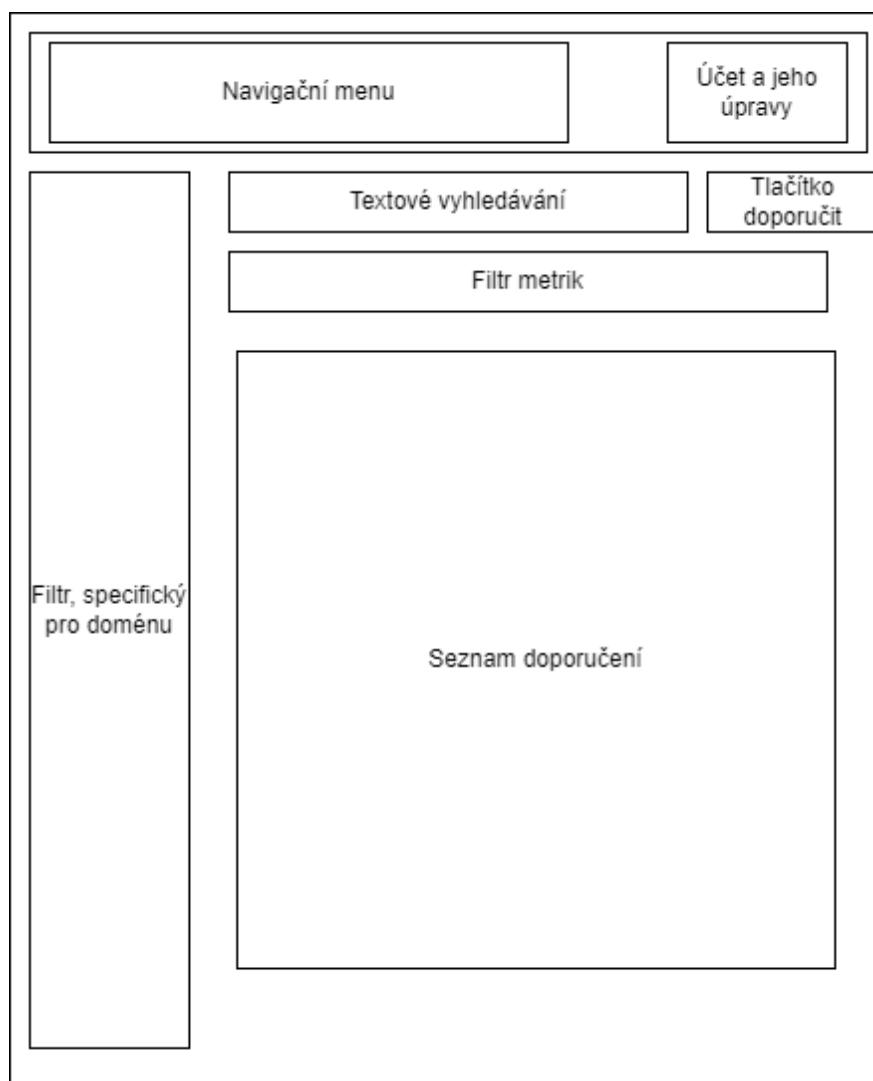 Navigační menu
Účet a jeho
úpravy
Textové vyhledávání
Tlačítko
doporučit
Filtr metrik
Filtr, specifický
pro doménu
Seznam doporučení